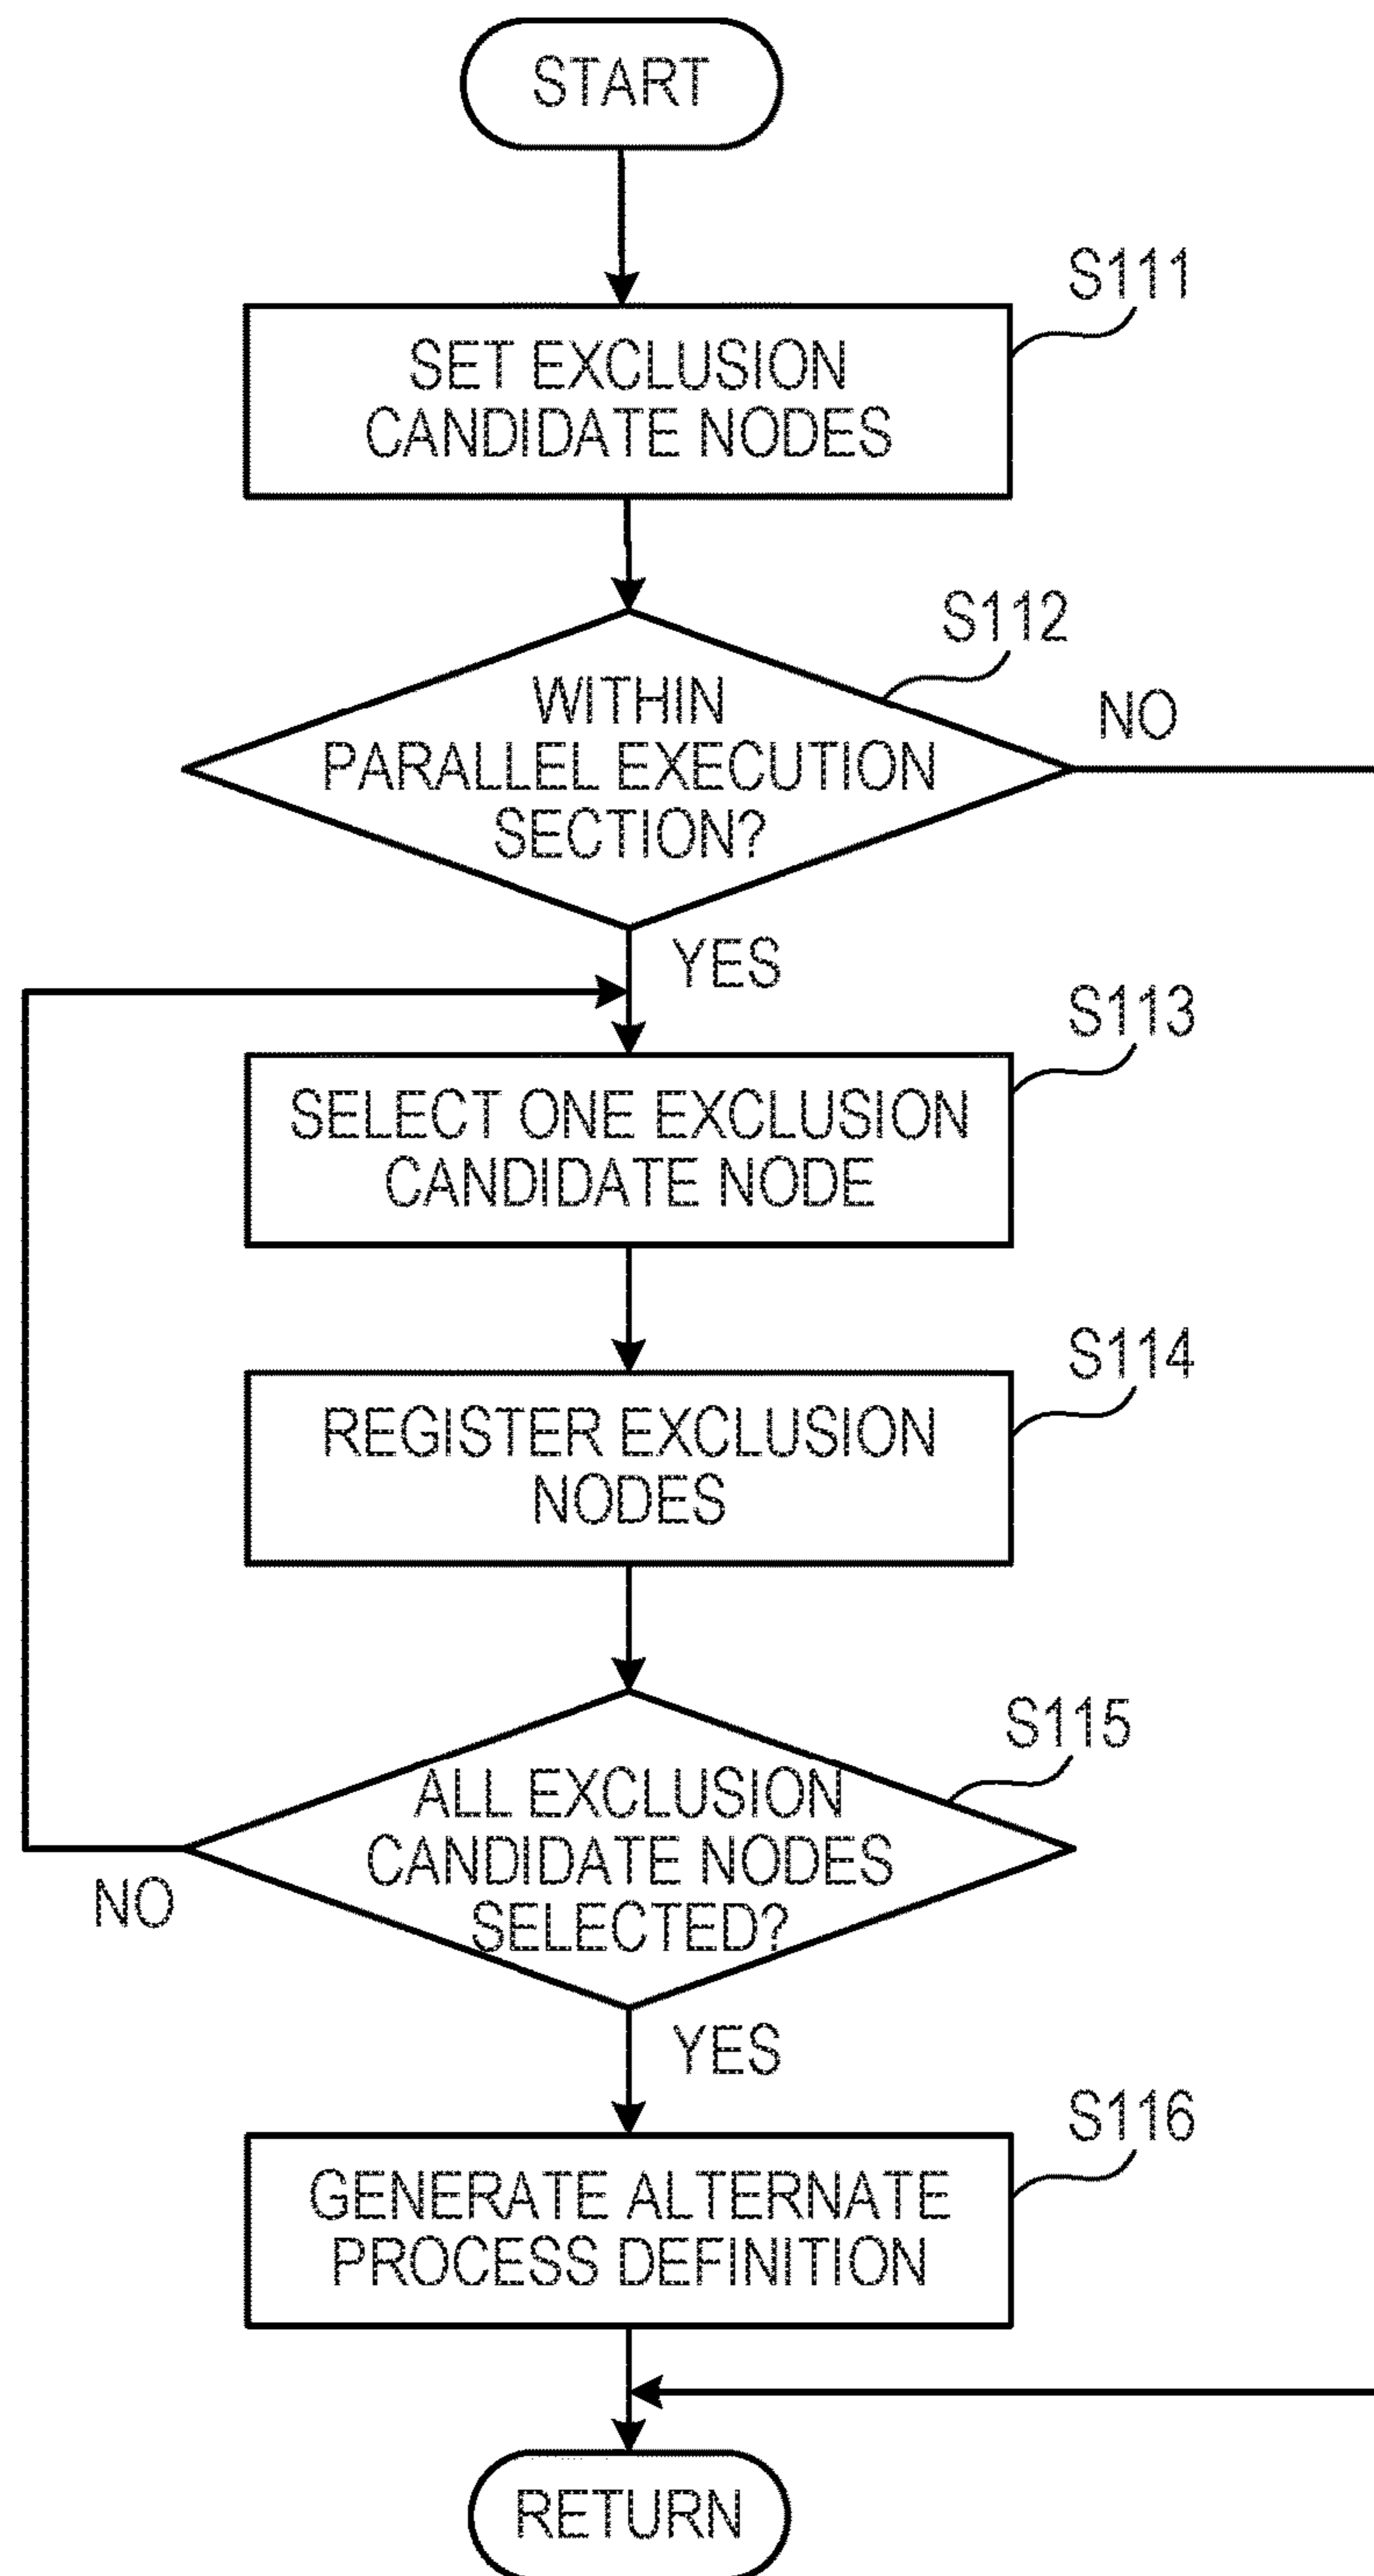 START
S111
SET EXCLUSION
CANDIDATE NODES
S112
WITHIN
PARALLEL EXECUTION
SECTION?
NO
YES
S113
SELECT ONE EXCLUSION
CANDIDATE NODE
S114
REGISTER EXCLUSION
NODES
S115
ALL EXCLUSION
CANDIDATE NODES
SELECTED?
NO
YES
S116
GENERATE ALTERNATE
PROCESS DEFINITION
RETURN